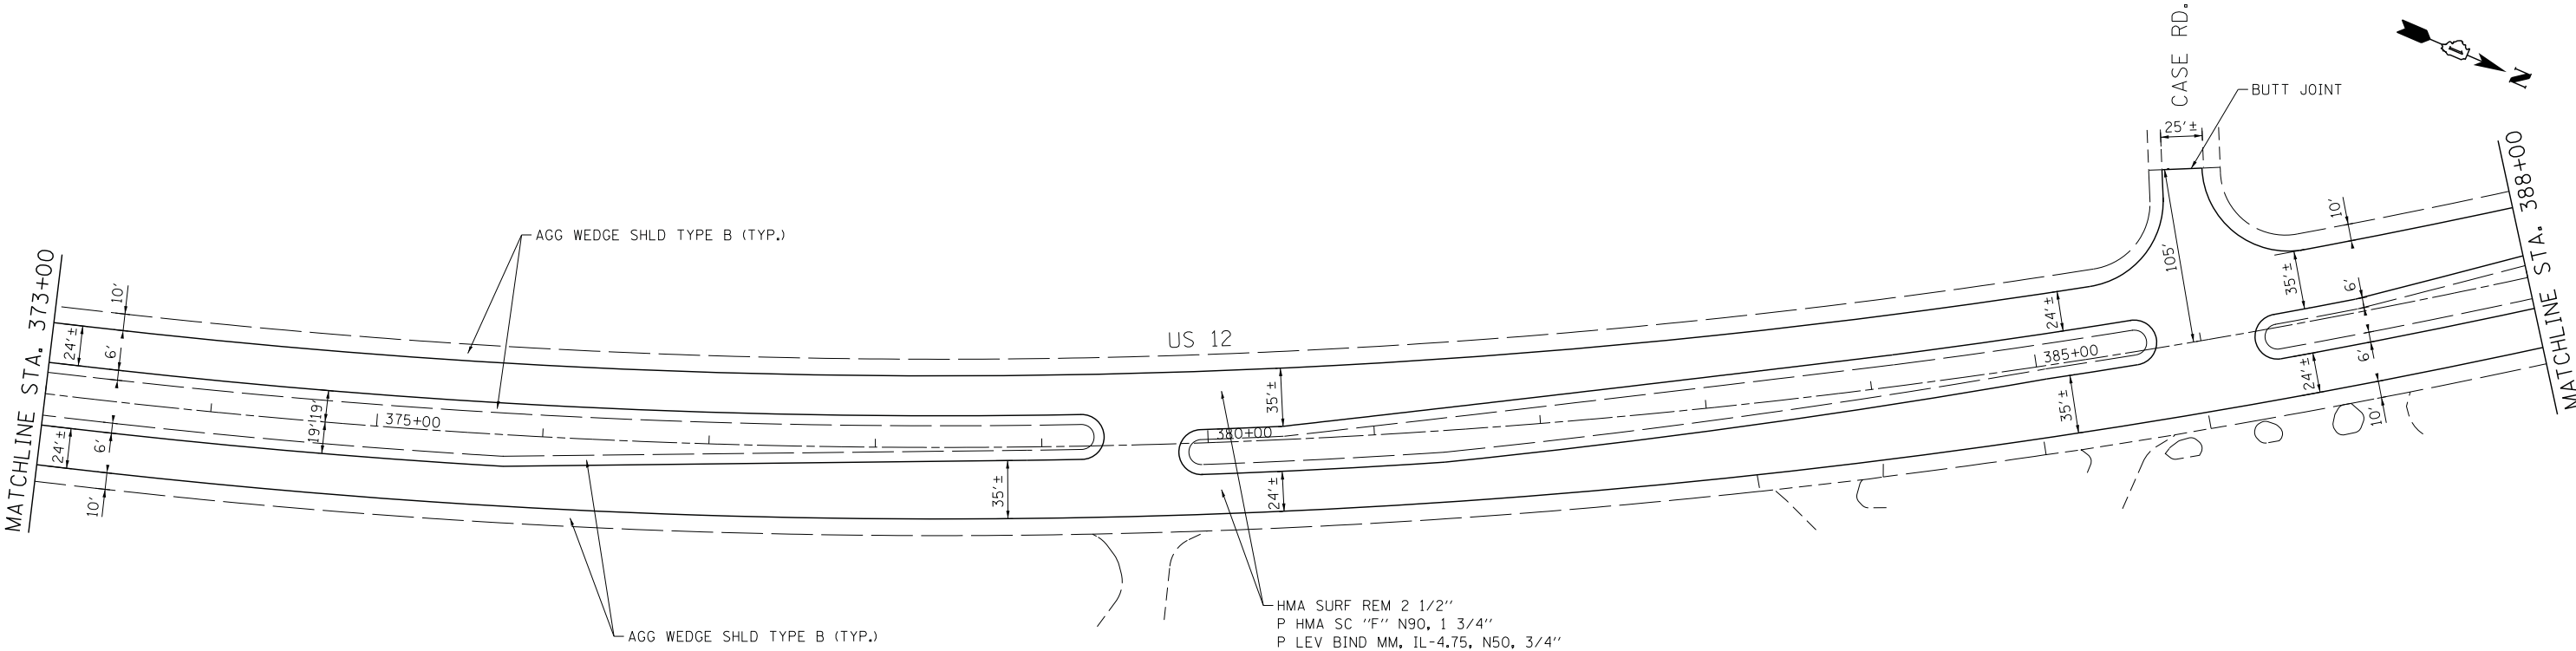 CASE RD.
N
BUTT JOINT
25'±
MATCHLINE STA. 388+00
10'
105'
35'±
6'
6'
24'±
10'
AGG WEDGE SHLD TYPE B (TYP.)
MATCHLINE STA. 373+00
10'
24'±
6'
19'
19'
375+00
24'±
6'
10'
US 12
35'±
380+00
24'±
35'±
24'±
385+00
35'±
AGG WEDGE SHLD TYPE B (TYP.)
HMA SURF REM 2 1/2"
P HMA SC "F" N90, 1 3/4"
P LEV BIND MM, IL-4.75, N50, 3/4"